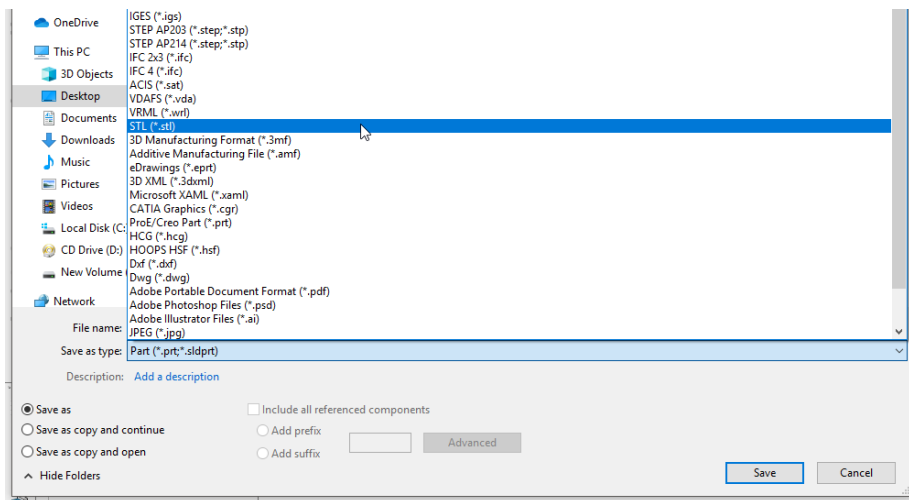 OneDrive
This PC
3D Objects
Desktop
Documents
Downloads
Music
Pictures
Videos
Local Disk (C:
CD Drive (D:)
New Volume
Network
IGES (*.igs)
STEP AP203 (*.step;*.stp)
STEP AP214 (*.step;*.stp)
IFC 2x3 (*.ifc)
IFC 4 (*.ifc)
ACIS (*.sat)
VDAFS (*.vda)
VRML (*.wrl)
STL (*.stl)
3D Manufacturing Format (*.3mf)
Additive Manufacturing File (*.amf)
eDrawings (*.eprt)
3D XML (*.3dxml)
Microsoft XAML (*.xaml)
CATIA Graphics (*.cgr)
ProE/Creo Part (*.prt)
HCG (*.hcg)
HOOPS HSF (*.hsf)
Dxf (*.dxf)
Dwg (*.dwg)
Adobe Portable Document Format (*.pdf)
Adobe Photoshop Files (*.psd)
Adobe Illustrator Files (*.ai)
JPEG (*.jpg)
File name:
Save as type: Part (*.prt;*.sldprt)
Description: Add a description
Save as
Save as copy and continue
Save as copy and open
Include all referenced components
Add prefix
Add suffix
Advanced
Hide Folders
Save
Cancel